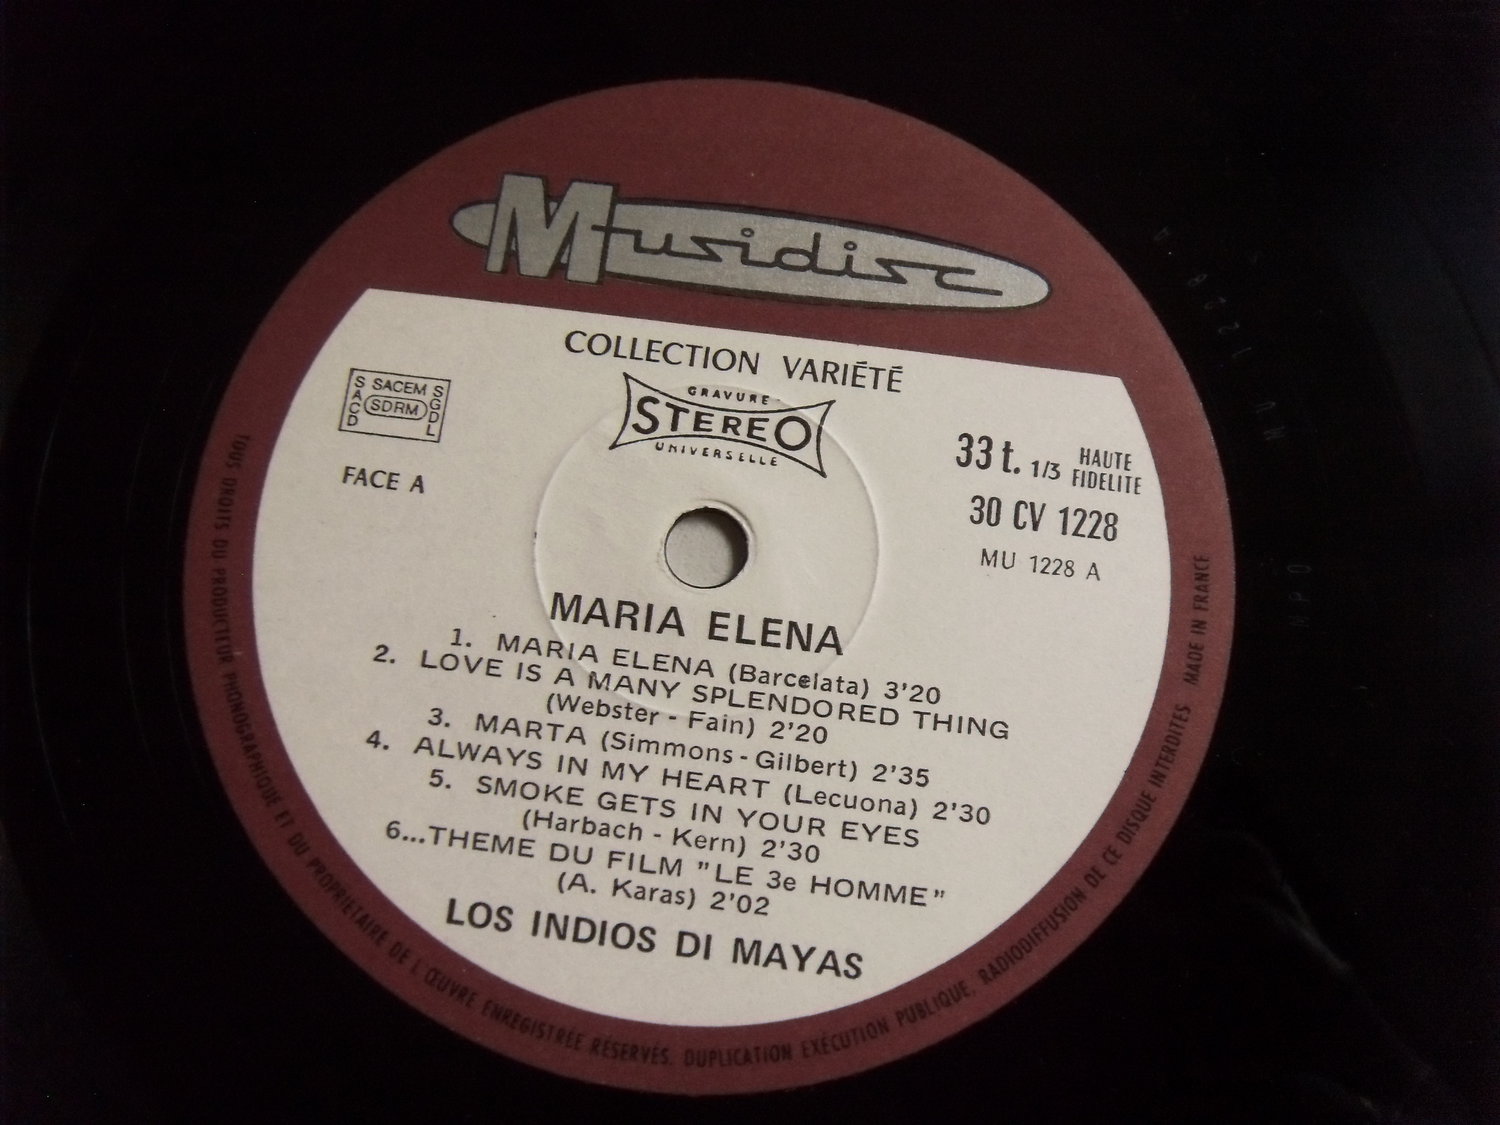 Musidisc
COLLECTION VARIÉTÉ
GRAVURE
STEREO
UNIVERSELLE
SACD
SACEM
SDRM
SGDL
FACE A
33 t. 1/3 HAUTE FIDELITE
30 CV 1228
MU 1228 A
MARIA ELENA
1. MARIA ELENA (Barcelata) 3'20
2. LOVE IS A MANY SPLENDORED THING
(Webster - Fain) 2'20
3. MARTA (Simmons - Gilbert) 2'35
4. ALWAYS IN MY HEART (Lecuona) 2'30
5. SMOKE GETS IN YOUR EYES
(Harbach - Kern) 2'30
6...THEME DU FILM "LE 3e HOMME"
(A. Karas) 2'02
LOS INDIOS DI MAYAS
TOUS DROITS DU PRODUCTEUR PHONOGRAPHIQUE ET DU PROPRIETAIRE DE L'ŒUVRE ENREGISTRÉE RÉSERVÉS. DUPLICATION EXÉCUTION PUBLIQUE, RADIODIFFUSION DE CE DISQUE INTERDITES MADE IN FRANCE
MPO